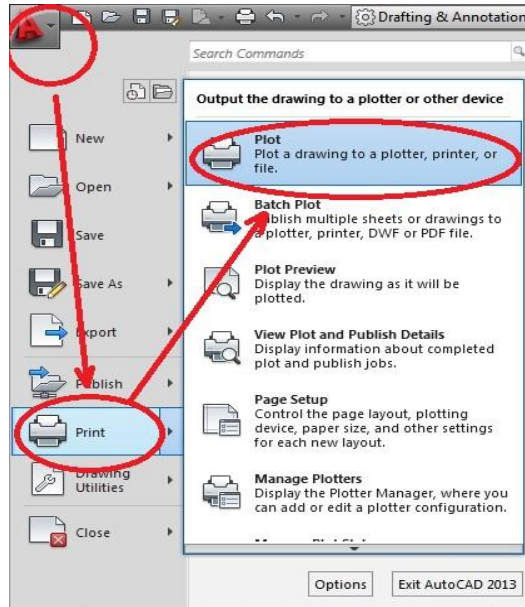 Drafting & Annotation
Search Commands
Output the drawing to a plotter or other device
New
Open
Save
Save As
Export
Publish
Print
Drawing
Utilities
Close
Plot
Plot a drawing to a plotter, printer, or
file.
Batch Plot
Publish multiple sheets or drawings to
a plotter, printer, DWF or PDF file.
Plot Preview
Display the drawing as it will be
plotted.
View Plot and Publish Details
Display information about completed
plot and publish jobs.
Page Setup
Control the page layout, plotting
device, paper size, and other settings
for each new layout.
Manage Plotters
Display the Plotter Manager, where you
can add or edit a plotter configuration.
Options
Exit AutoCAD 2013